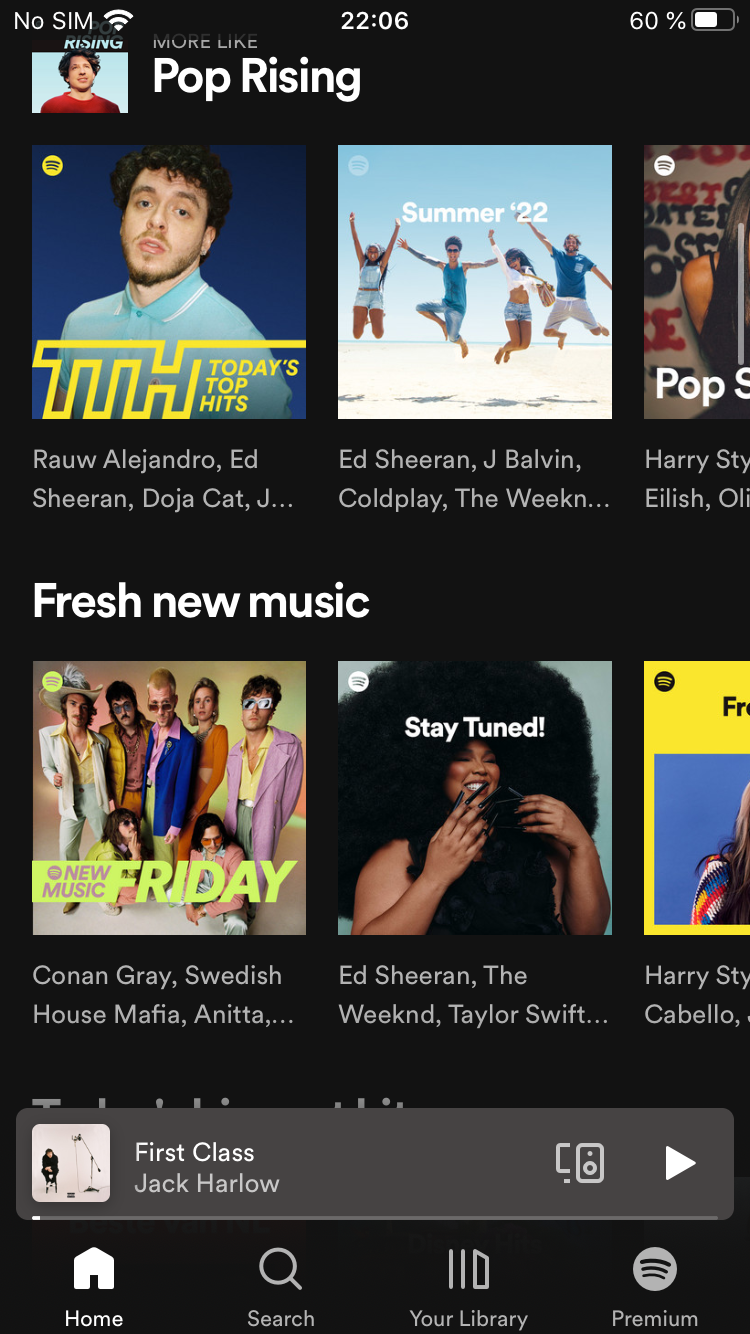 No SIM 22:06 60 %
RISING
MORE LIKE
Pop Rising
Summer ‘22
TTH TODAY'S
TOP
HITS
Pop S
Rauw Alejandro, Ed
Sheeran, Doja Cat, J...
Ed Sheeran, J Balvin,
Coldplay, The Weekn...
Harry Sty
Eilish, Oli
Fresh new music
NEW
MUSIC FRIDAY
Stay Tuned!
Fre
Conan Gray, Swedish
House Mafia, Anitta,...
Ed Sheeran, The
Weeknd, Taylor Swift...
Harry Sty
Cabello,
First Class
Jack Harlow
Home
Search
Your Library
Premium